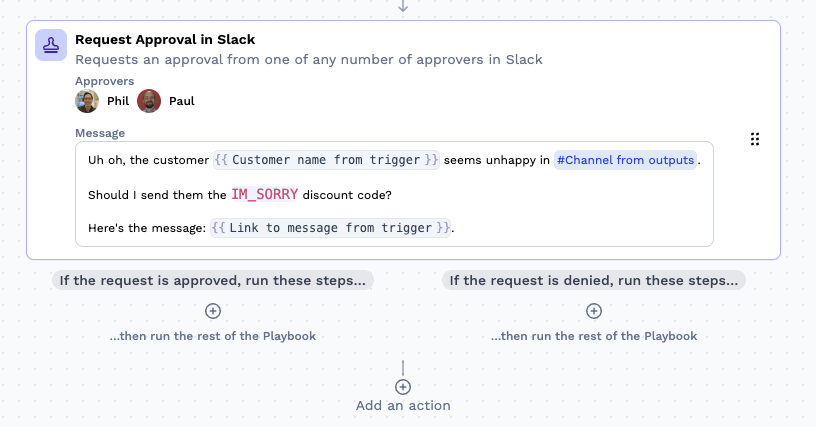 Request Approval in Slack
Requests an approval from one of any number of approvers in Slack
Approvers
Phil Paul
Message
Uh oh, the customer {{ Customer name from trigger }} seems unhappy in #Channel from outputs.
Should I send them the IM_SORRY discount code?
Here's the message: {{ Link to message from trigger }}.
If the request is approved, run these steps... If the request is denied, run these steps...
...then run the rest of the Playbook ...then run the rest of the Playbook
Add an action